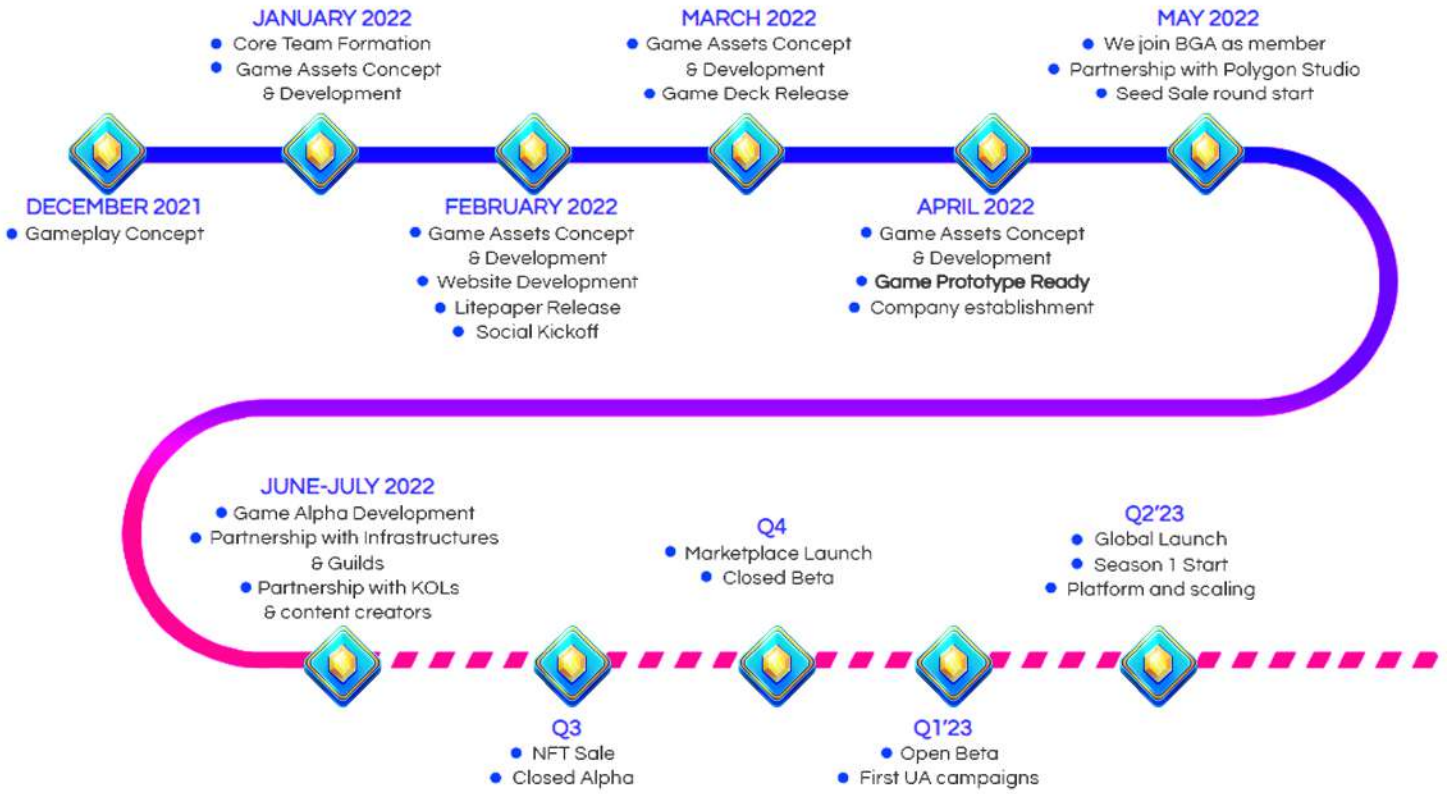 JANUARY 2022
Core Team Formation
Game Assets Concept
& Development
MARCH 2022
Game Assets Concept
& Development
Game Deck Release
MAY 2022
We join BGA as member
Partnership with Polygon Studio
Seed Sale round start
DECEMBER 2021
Gameplay Concept
FEBRUARY 2022
Game Assets Concept
& Development
Website Development
Litepaper Release
Social Kickoff
APRIL 2022
Game Assets Concept
& Development
Game Prototype Ready
Company establishment
JUNE-JULY 2022
Game Alpha Development
Partnership with Infrastructures
& Guilds
Partnership with KOLs
& content creators
Q4
Marketplace Launch
Closed Beta
Q2'23
Global Launch
Season 1 Start
Platform and scaling
Q3
NFT Sale
Closed Alpha
Q1'23
Open Beta
First UA campaigns